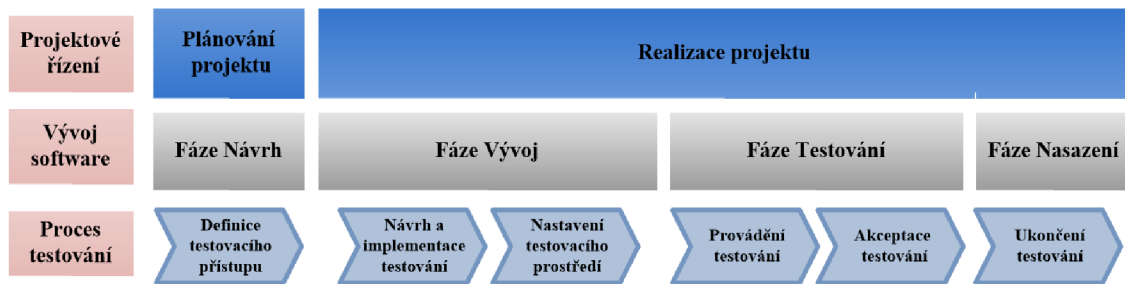 Projektové
řízení
Plánování
projektu
Realizace projektu
Vývoj
software
Fáze Návrh
Fáze Vývoj
Fáze Testování
Fáze Nasazení
Proces
testování
Definice
testovacího
přístupu
Návrh a
implementace
testování
Nastavení
testovacího
prostředí
Provádění
testování
Akceptace
testování
Ukončení
testování